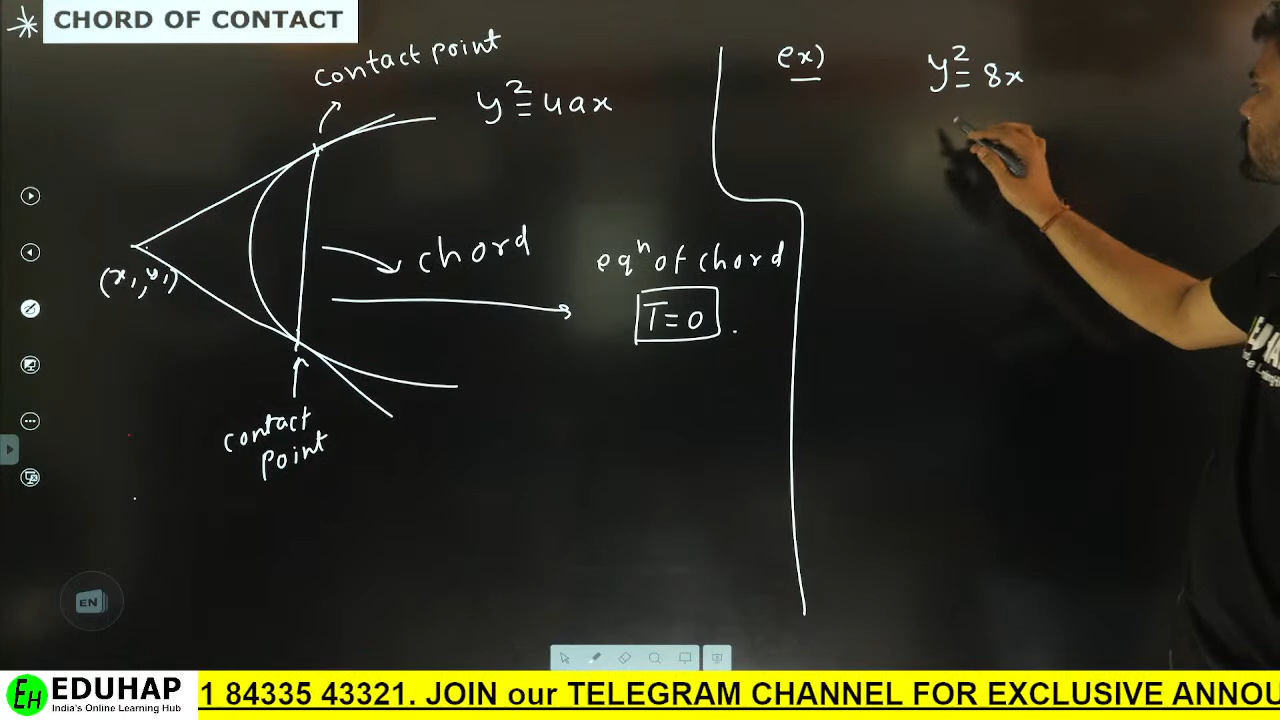 CHORD OF CONTACT
contact point
y² = 4ax
(x₁, y₁)
chord
eqⁿ of chord
T = 0
contact
point
ex)
y² = 8x
EN
EH
EDUHAP
India's Online Learning Hub
1 84335 43321. JOIN our TELEGRAM CHANNEL FOR EXCLUSIVE ANNOU